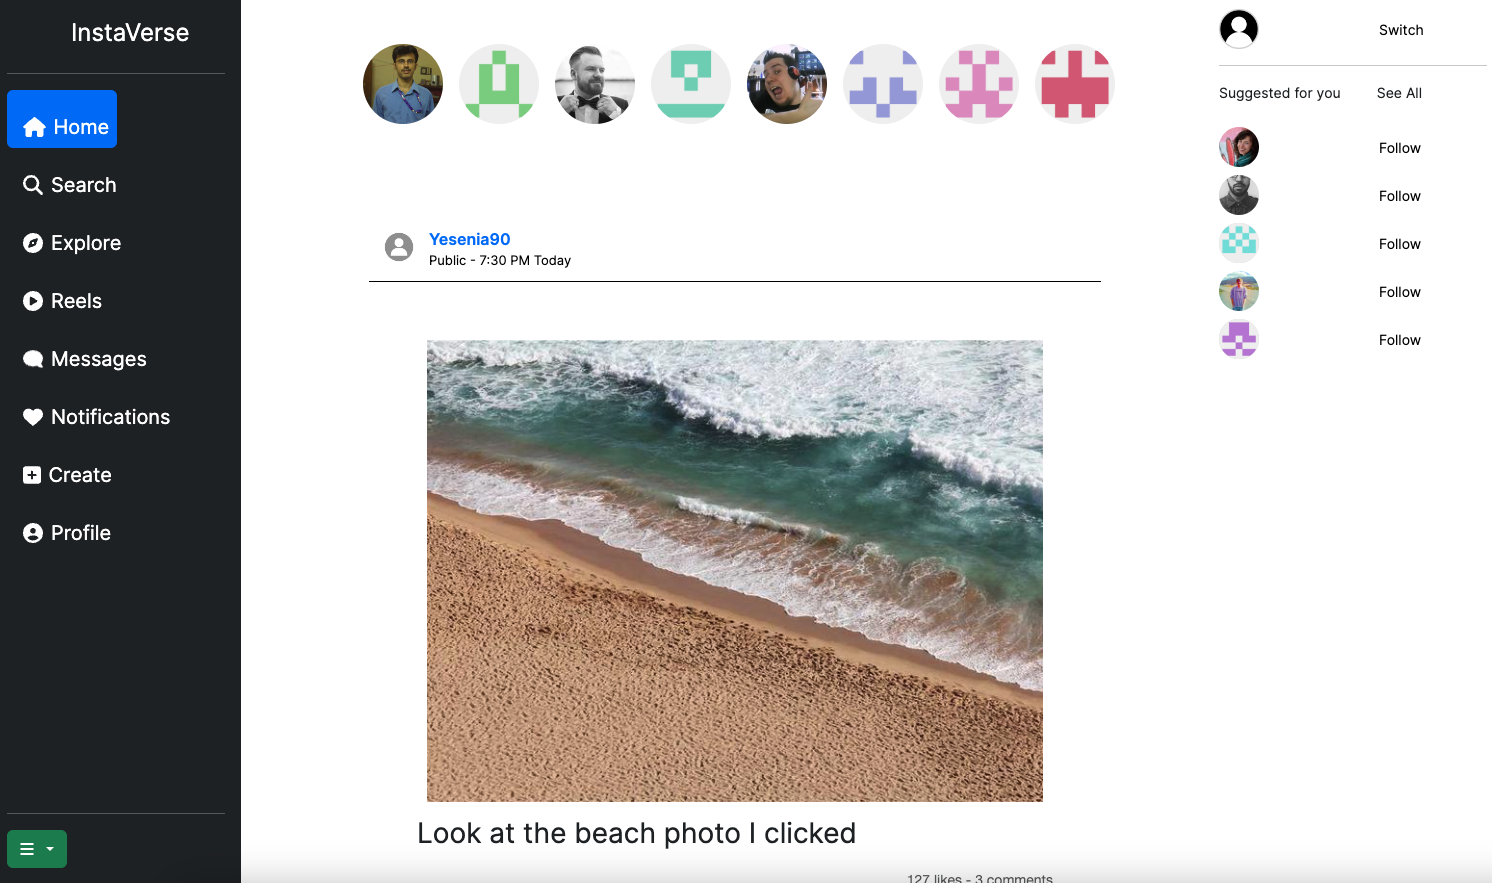 InstaVerse
Home
Search
Explore
Reels
Messages
Notifications
Create
Profile
Yesenia90
Public - 7:30 PM Today
Look at the beach photo I clicked
127 likes - 3 comments
Switch
Suggested for you See All
Follow
Follow
Follow
Follow
Follow